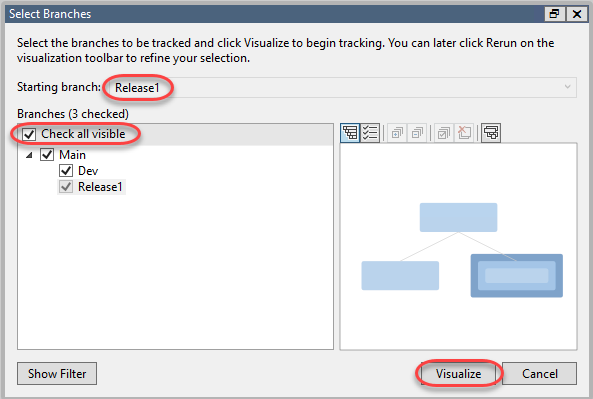 Select Branches
Select the branches to be tracked and click Visualize to begin tracking. You can later click Rerun on the
visualization toolbar to refine your selection.
Starting branch: Release1
Branches (3 checked)
Check all visible
Main
Dev
Release1
Show Filter
Visualize
Cancel